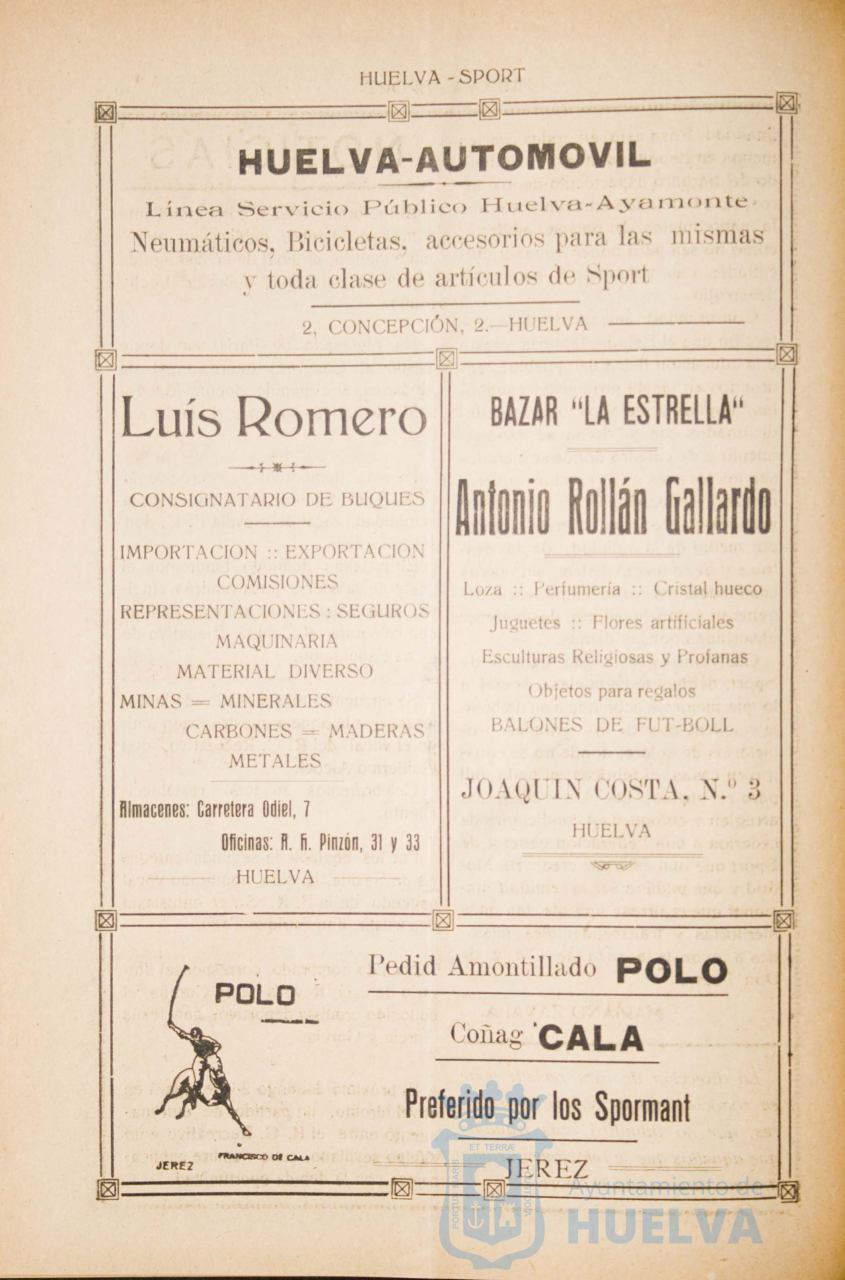 HUELVA - SPORT
HUELVA-AUTOMOVIL
Línea Servicio Público Huelva-Ayamonte
Neumáticos, Bicicletas, accesorios para las mismas
y toda clase de artículos de Sport
2, CONCEPCIÓN, 2.—HUELVA
Luís Romero
CONSIGNATARIO DE BUQUES
IMPORTACION :: EXPORTACION
COMISIONES
REPRESENTACIONES : SEGUROS
MAQUINARIA
MATERIAL DIVERSO
MINAS = MINERALES
CARBONES = MADERAS
METALES
Almacenes: Carretera Odiel, 7
Oficinas: A. H. Pinzón, 31 y 33
HUELVA
BAZAR "LA ESTRELLA"
Antonio Rollán Gallardo
Loza :: Perfumería :: Cristal hueco
Juguetes :: Flores artificiales
Esculturas Religiosas y Profanas
Objetos para regalos
BALONES DE FUT-BOLL
JOAQUIN COSTA, N.º 3
HUELVA
POLO
FRANCISCO DE CALA
JEREZ
Pedid Amontillado POLO
Coñag CALA
Preferido por los Spormant
JEREZ
ET TERRÆ
PORTUS MARIS
CUSTODIA
Ayuntamiento de
HUELVA